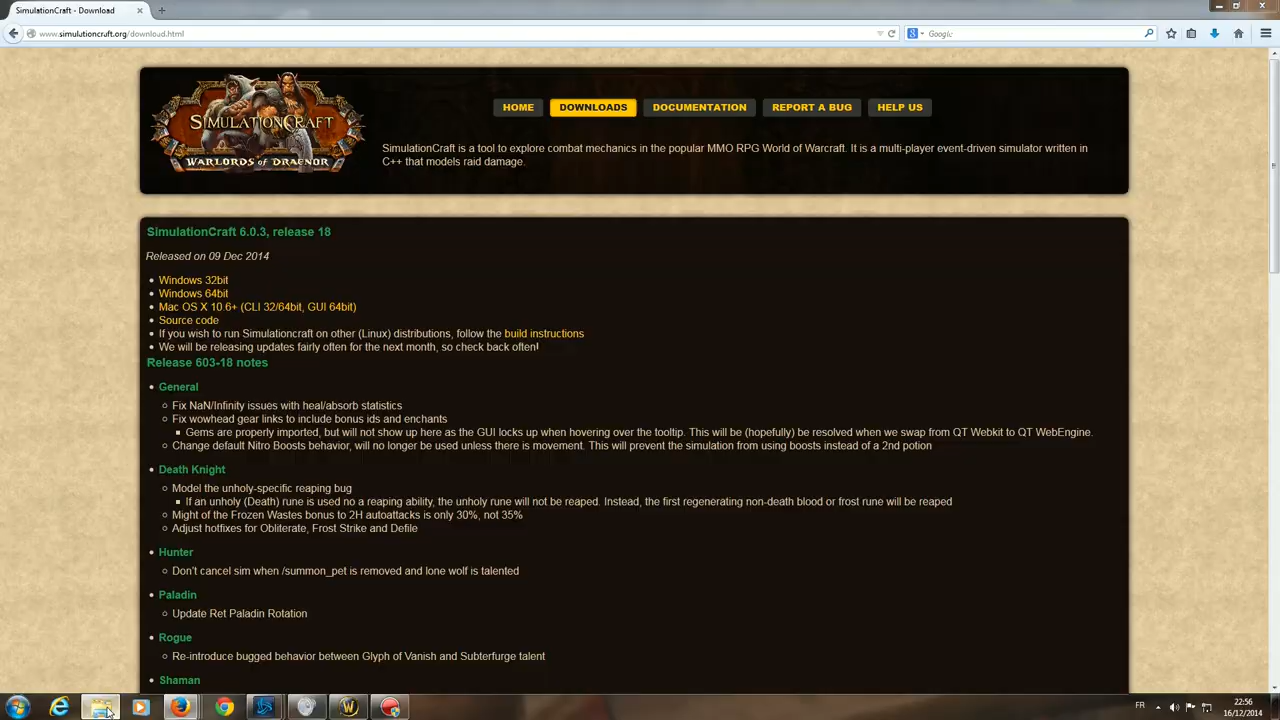 SimulationCraft - Download
www.simulationcraft.org/download.html
Google
SIMULATIONCRAFT
WARLORDS OF DRAENOR
HOME
DOWNLOADS
DOCUMENTATION
REPORT A BUG
HELP US
SimulationCraft is a tool to explore combat mechanics in the popular MMO RPG World of Warcraft. It is a multi-player event-driven simulator written in
C++ that models raid damage.
SimulationCraft 6.0.3, release 18
Released on 09 Dec 2014
Windows 32bit
Windows 64bit
Mac OS X 10.6+ (CLI 32/64bit, GUI 64bit)
Source code
If you wish to run Simulationcraft on other (Linux) distributions, follow the build instructions
We will be releasing updates fairly often for the next month, so check back often!
Release 603-18 notes
General
Fix NaN/Infinity issues with heal/absorb statistics
Fix wowhead gear links to include bonus ids and enchants
Gems are properly imported, but will not show up here as the GUI locks up when hovering over the tooltip. This will be (hopefully) be resolved when we swap from QT Webkit to QT WebEngine.
Change default Nitro Boosts behavior, will no longer be used unless there is movement. This will prevent the simulation from using boosts instead of a 2nd potion
Death Knight
Model the unholy-specific reaping bug
If an unholy (Death) rune is used no a reaping ability, the unholy rune will not be reaped. Instead, the first regenerating non-death blood or frost rune will be reaped
Might of the Frozen Wastes bonus to 2H autoattacks is only 30%, not 35%
Adjust hotfixes for Obliterate, Frost Strike and Defile
Hunter
Don't cancel sim when /summon_pet is removed and lone wolf is talented
Paladin
Update Ret Paladin Rotation
Rogue
Re-introduce bugged behavior between Glyph of Vanish and Subterfurge talent
Shaman
FR
22:56
16/12/2014